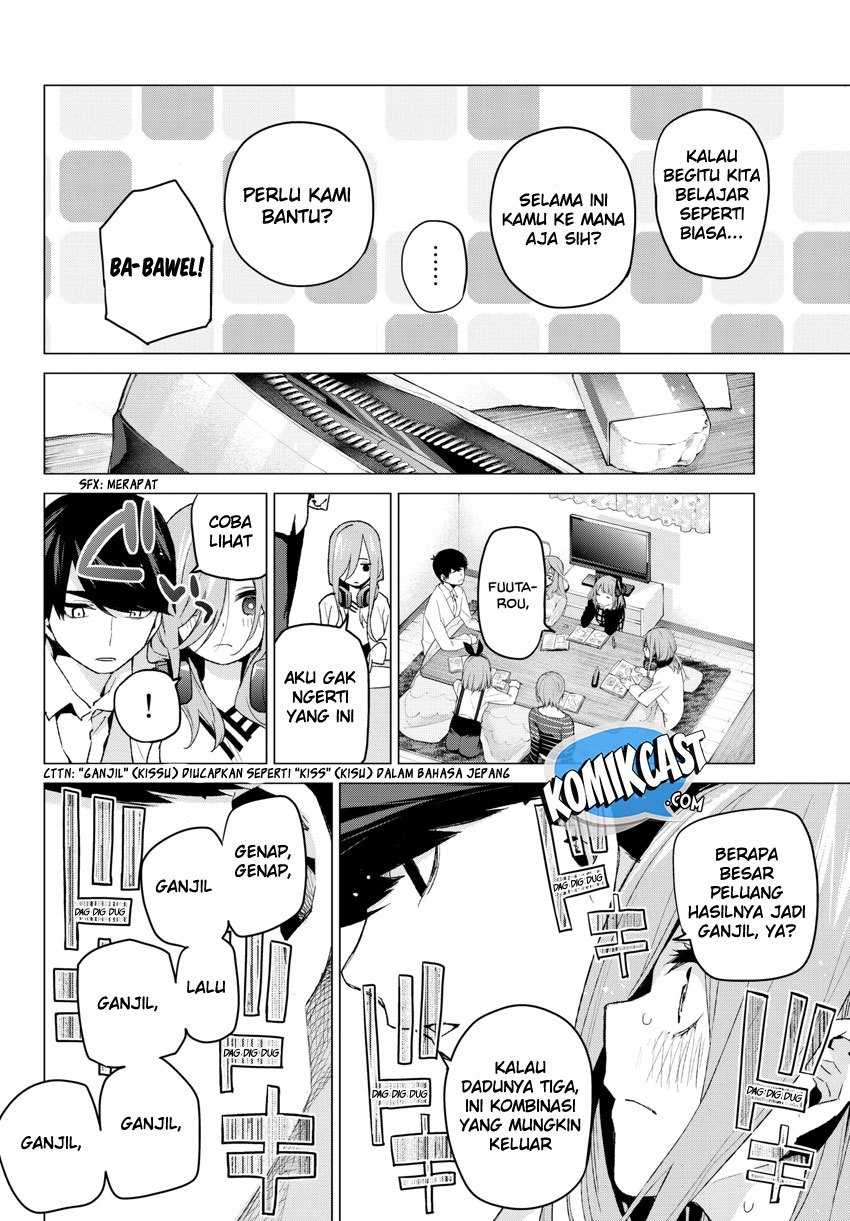 KALAU
BEGITU KITA
BELAJAR
SEPERTI
BIASA...
SELAMA INI
KAMU KE MANA
AJA SIH?
......
PERLU KAMI
BANTU?
BA-BAWEL!
SFX: MERAPAT
FUUTA-
ROU,
AKU GAK
NGERTI
YANG INI
COBA
LIHAT
!
CTTN: "GANJIL" (KISSU) DIUCAPKAN SEPERTI "KISS" (KISU) DALAM BAHASA JEPANG
KOMIKCAST
.COM
BERAPA
BESAR
PELUANG
HASILNYA JADI
GANJIL, YA?
DAG DIG DUG
DAG DIG DUG
DAG DIG DUG
KALAU
DADUNYA TIGA,
INI KOMBINASI
YANG MUNGKIN
KELUAR
GENAP,
GENAP,
GANJIL
DAG DIG DUG
LALU
GANJIL,
DAG DIG DUG
GANJIL,
GANJIL,